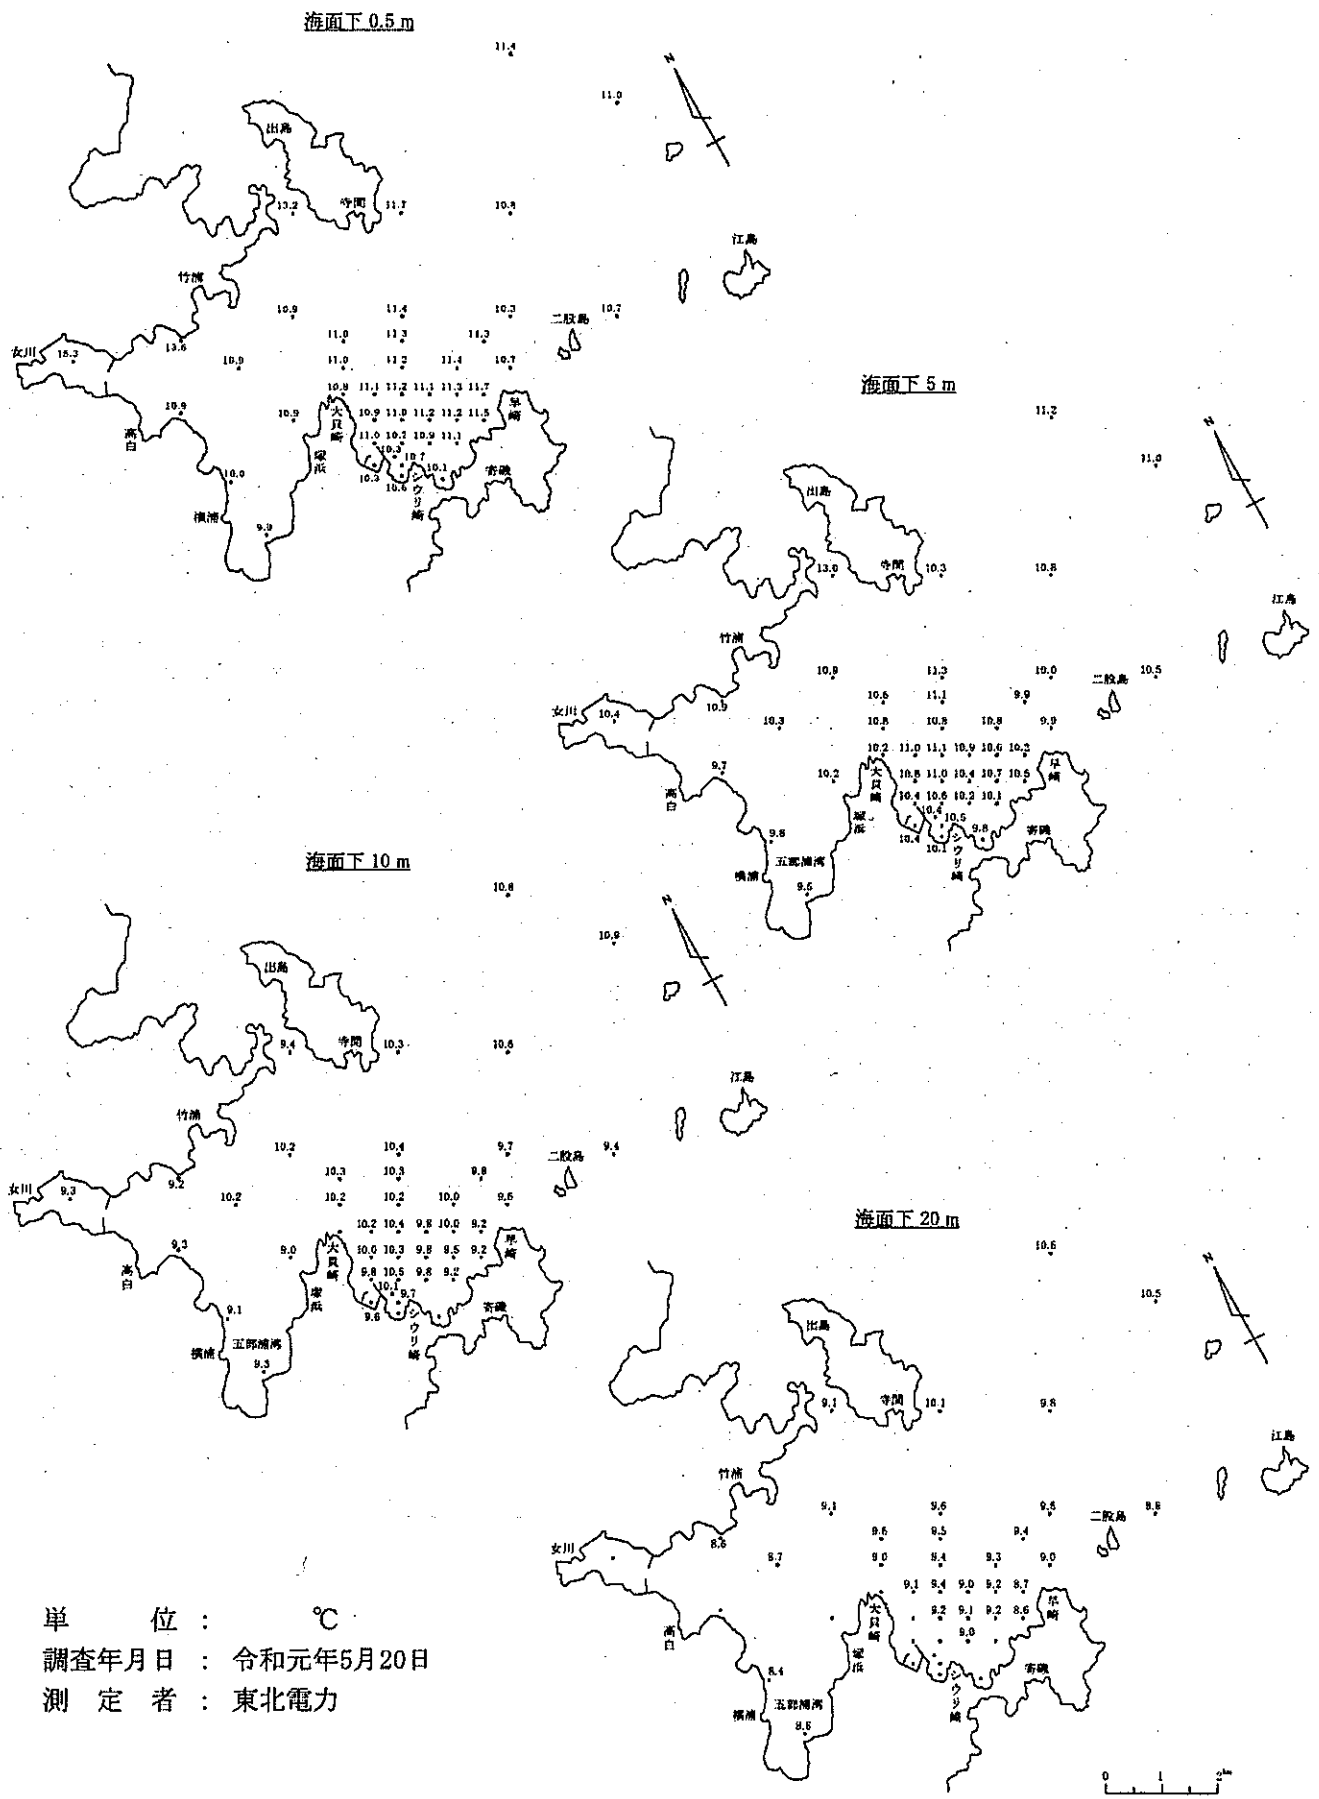 海面下 0.5 m
11.4
N
11.0
出島
寺間
13.2 11.7 10.8
江島
竹浦
10.9 11.4 10.3 10.7
二股島
11.0 11.3 11.3
女川 15.3 13.6
10.9 11.0 11.2 11.4 10.7
10.8 11.1 11.2 11.1 11.3 11.7
早崎
10.9 10.9 大貝崎 10.9 11.0 11.2 11.2 11.5
高白
11.0 10.9 11.1
塚浜 10.3 10.7
10.0 10.3 10.6 10.1 寄磯
シウリ崎
横浦
9.9
海面下 5 m
11.2
N
11.0
出島
寺間
13.0 10.3 10.8
江島
竹浦
10.9 11.3 10.0 10.5
二股島
10.6 11.1 9.9
女川 10.4 10.9
10.3 10.8 10.8 10.8 9.9
10.2 11.0 11.1 10.9 10.6 10.2
早崎
9.7 10.2 大貝崎 10.8 11.0 10.4 10.7 10.5
高白
10.4 10.6 10.2 10.1
塚浜 10.4 10.5
9.8 10.4 10.1 9.8 寄磯
シウリ崎
横浦 五部浦湾
9.5
海面下 10 m
10.8
N
10.9
出島
寺間
9.4 10.3 10.6
江島
竹浦
10.2 10.4 9.7 9.4
二股島
10.3 10.3 9.8
女川 9.3 9.2
10.2 10.2 10.2 10.0 9.5
10.2 10.4 9.8 10.0 9.2
早崎
9.3 9.0 大貝崎 10.0 10.3 9.8 9.5 9.2
高白
9.8 10.5 9.8 9.2
塚浜 10.1 9.7
9.1 9.6 寄磯
シウリ崎
横浦 五部浦湾
9.3
海面下 20 m
10.6
N
10.5
出島
寺間
9.1 10.1 9.8
江島
竹浦
9.1 9.6 9.6 8.8
二股島
9.6 9.5 9.4
女川 8.6
8.7 9.0 9.4 9.3 9.0
9.1 9.4 9.0 9.2 8.7
早崎
大貝崎 9.2 9.1 9.2 8.6
高白
9.0
塚浜
8.4 寄磯
シウリ崎
横浦 五部浦湾
8.6
単 位 : ℃
調査年月日 : 令和元年5月20日
測 定 者 : 東北電力
0 1 2km